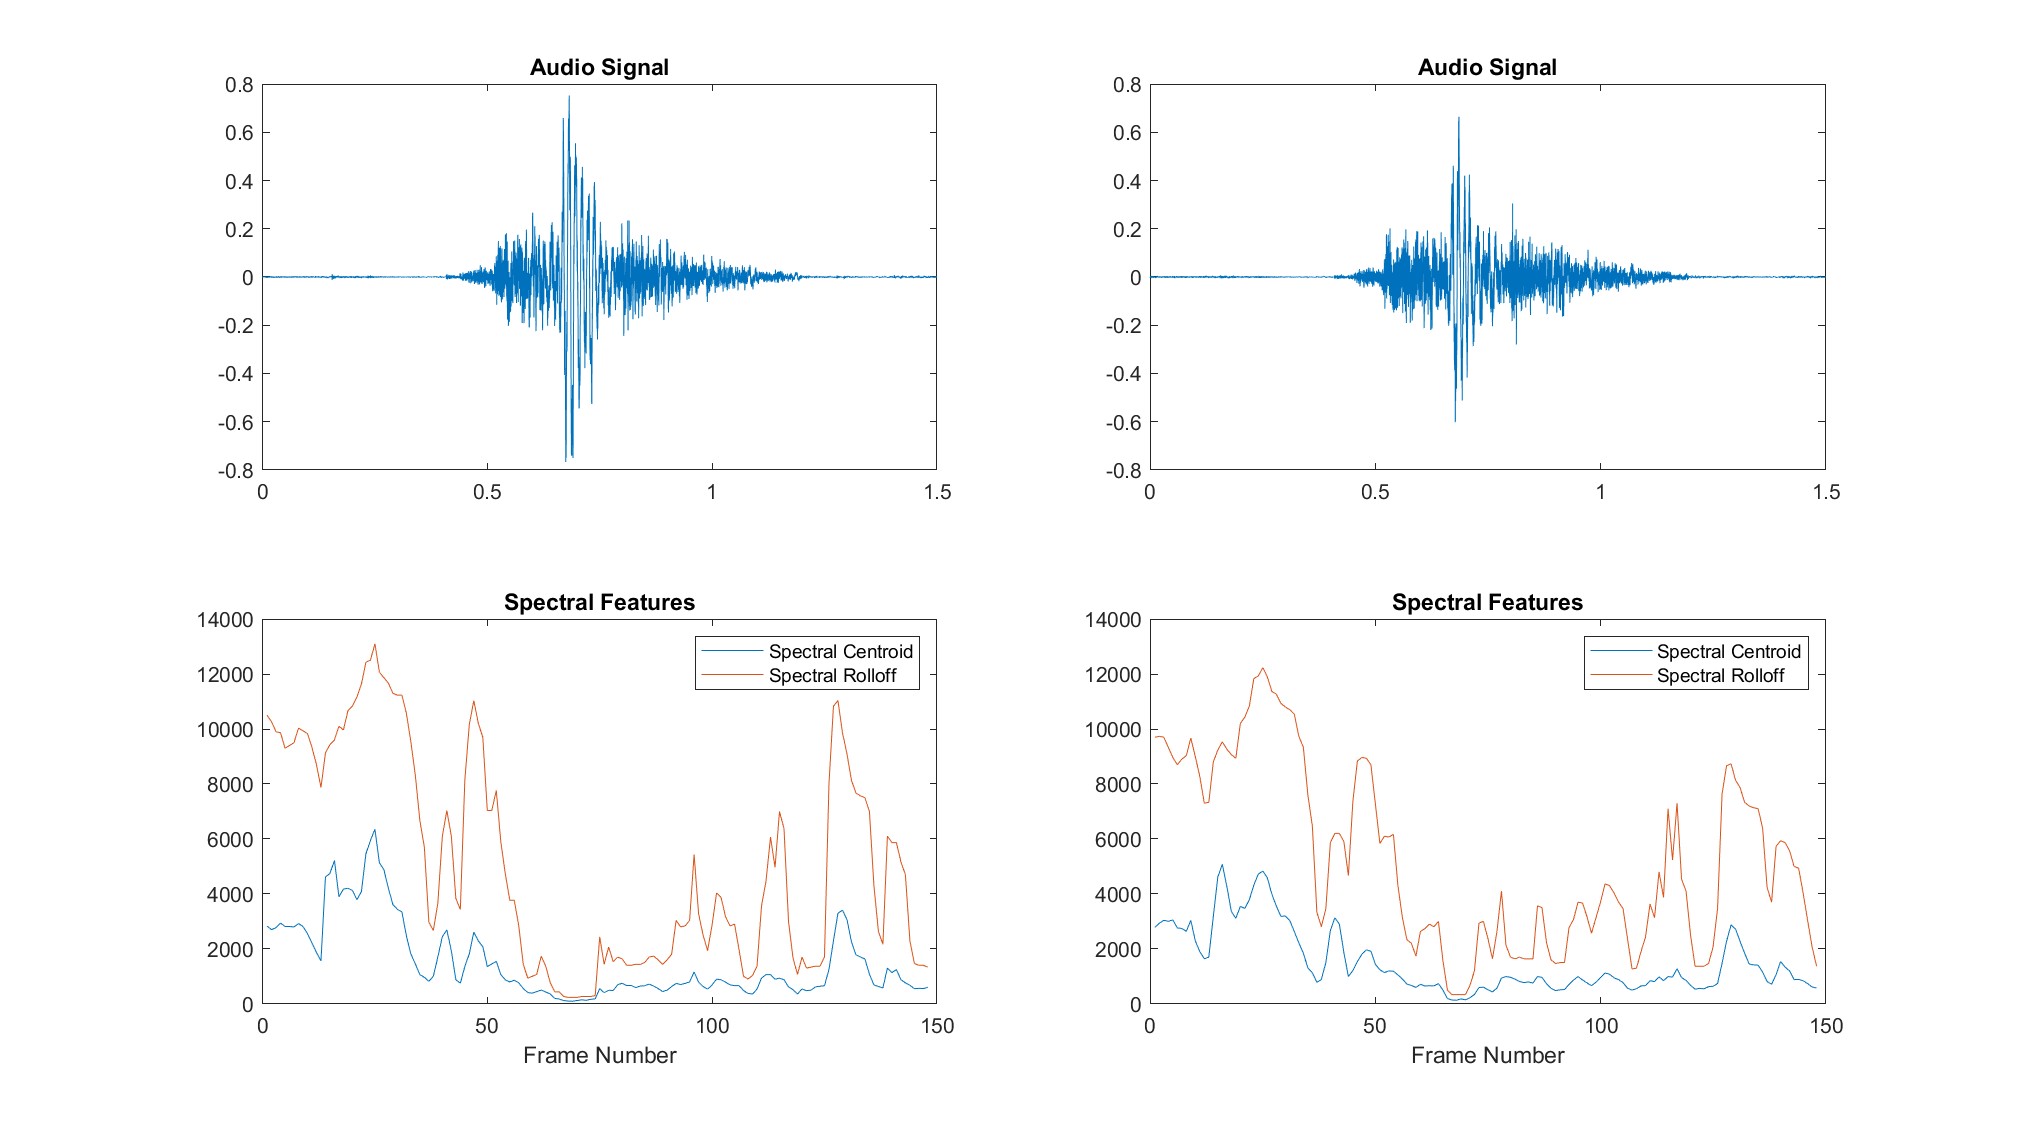 Audio Signal
0.8
0.6
0.4
0.2
0
-0.2
-0.4
-0.6
-0.8
0 0.5 1 1.5
Audio Signal
0.8
0.6
0.4
0.2
0
-0.2
-0.4
-0.6
-0.8
0 0.5 1 1.5
Spectral Features
14000
12000
10000
8000
6000
4000
2000
0
Spectral Centroid
Spectral Rolloff
0 50 100 150
Frame Number
Spectral Features
14000
12000
10000
8000
6000
4000
2000
0
Spectral Centroid
Spectral Rolloff
0 50 100 150
Frame Number